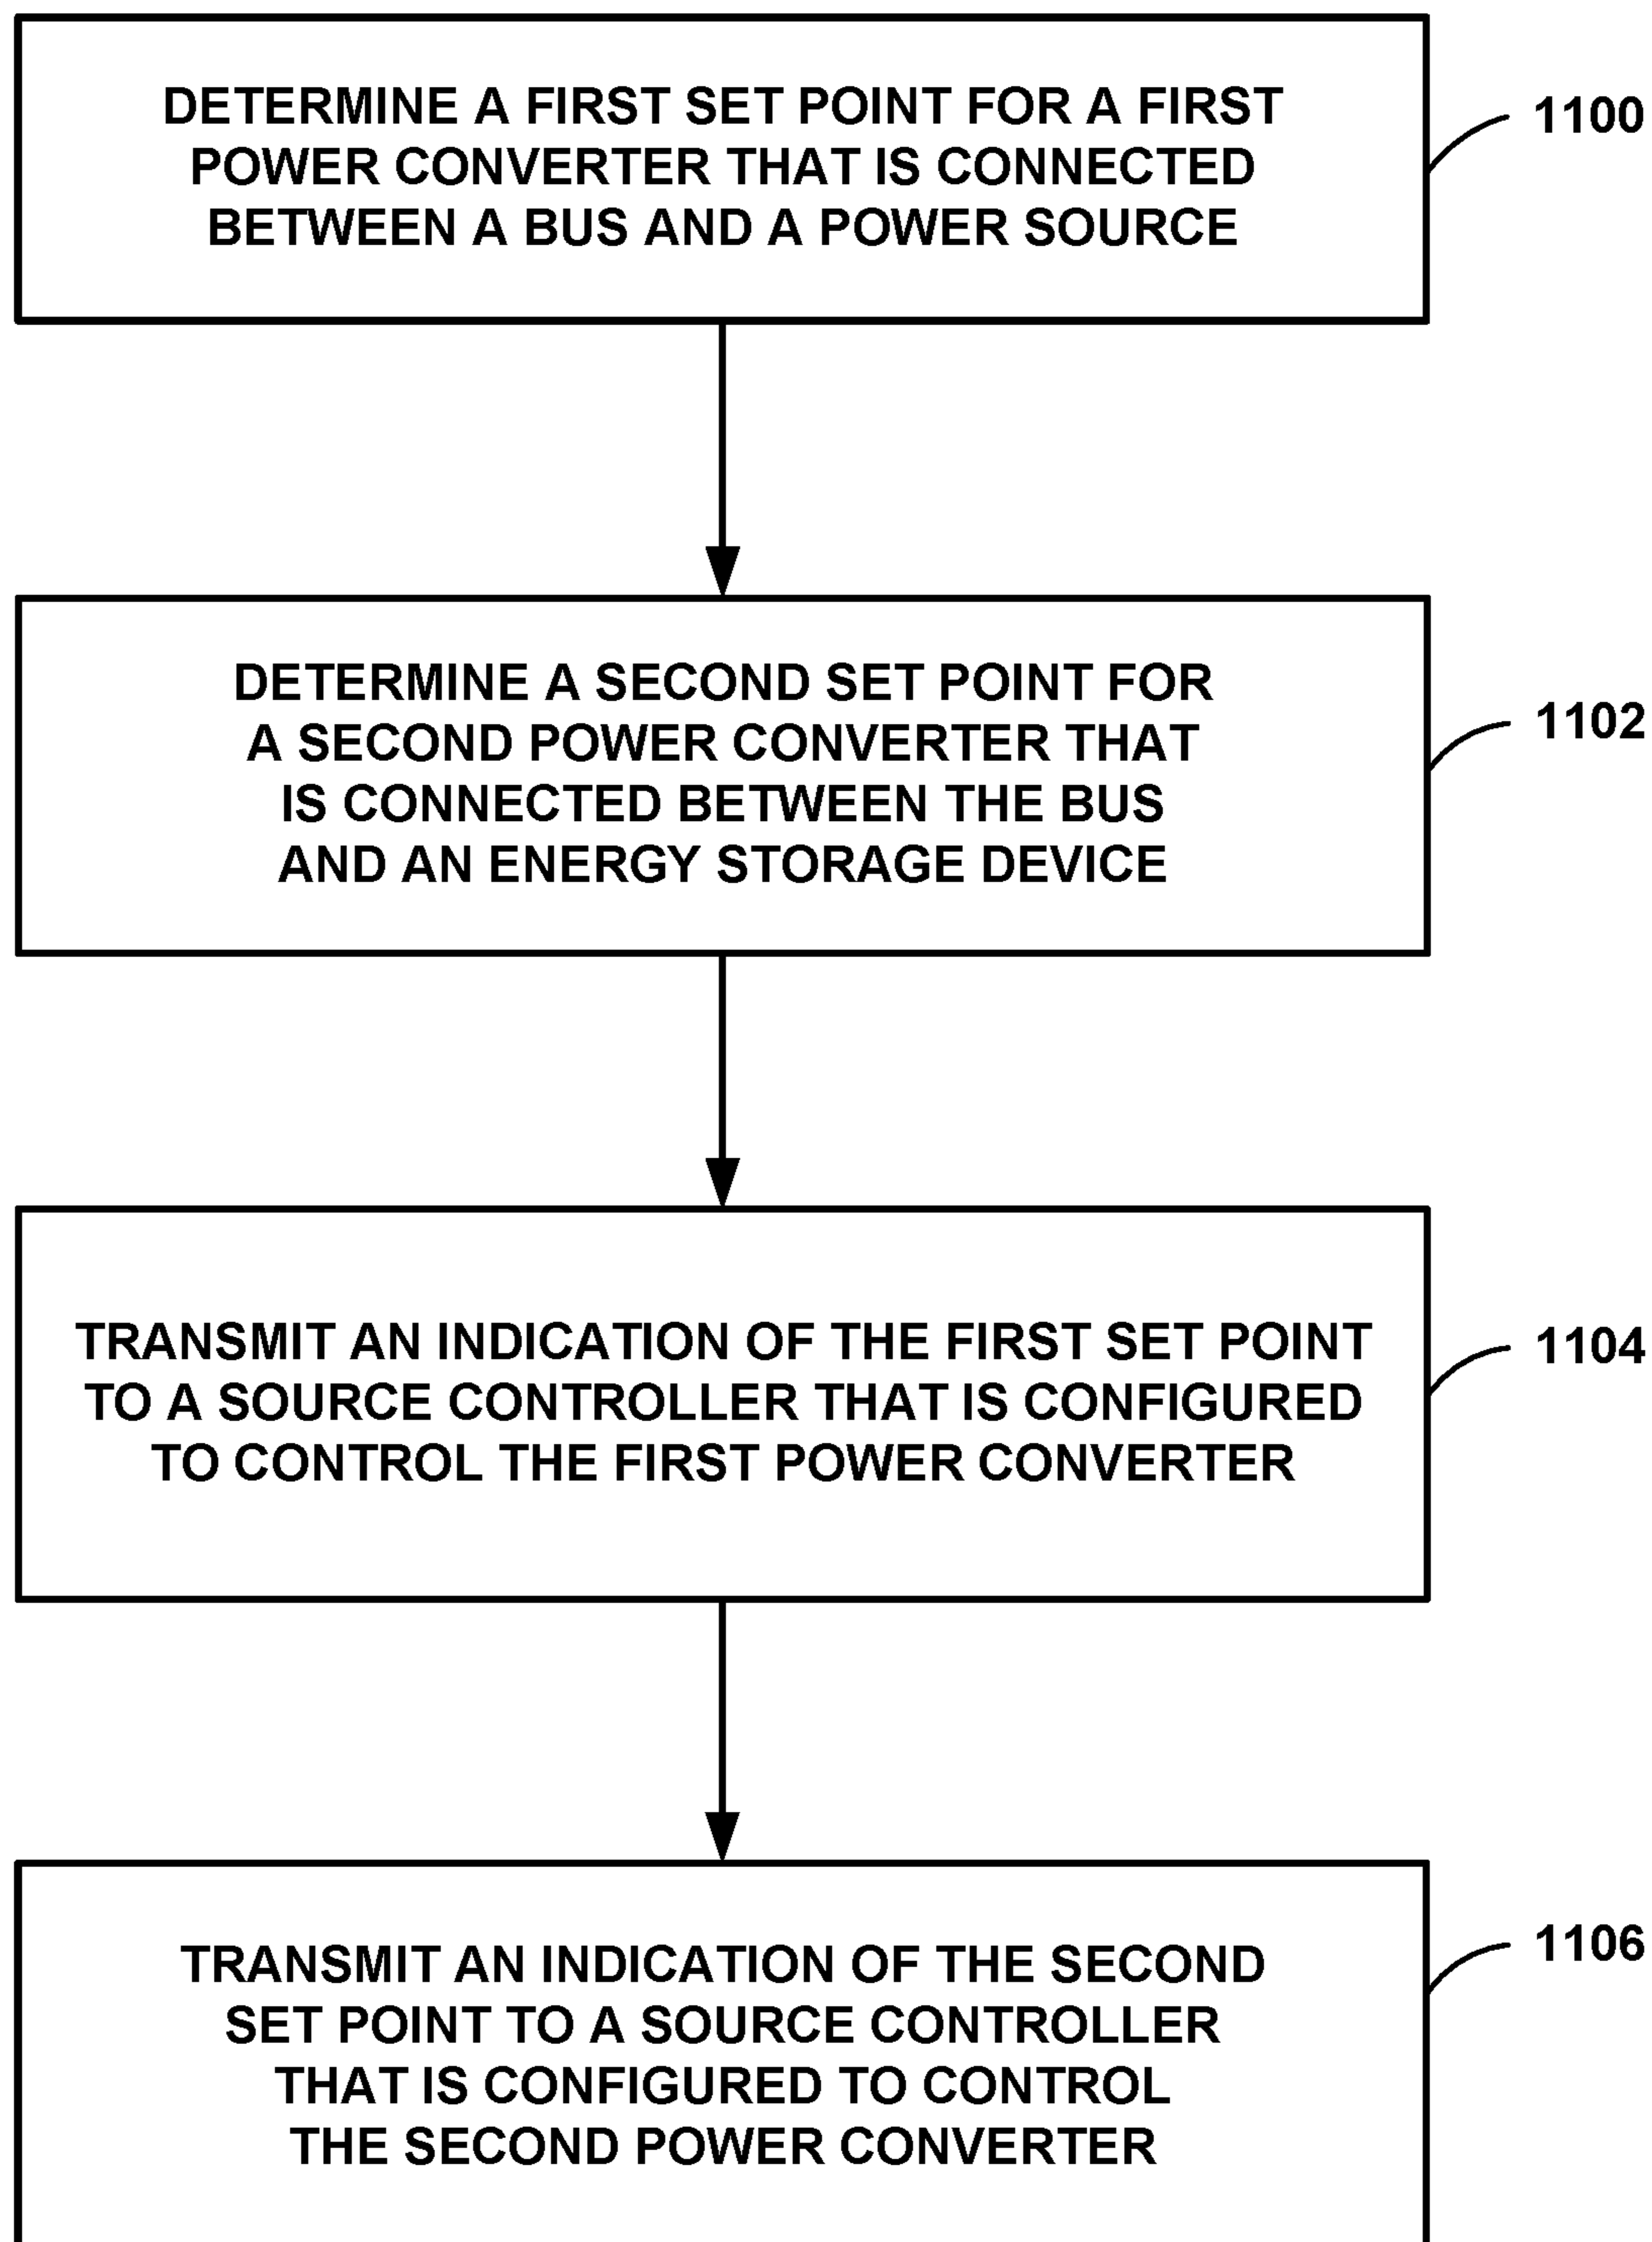 DETERMINE A FIRST SET POINT FOR A FIRST
POWER CONVERTER THAT IS CONNECTED
BETWEEN A BUS AND A POWER SOURCE
1100
DETERMINE A SECOND SET POINT FOR
A SECOND POWER CONVERTER THAT
IS CONNECTED BETWEEN THE BUS
AND AN ENERGY STORAGE DEVICE
1102
TRANSMIT AN INDICATION OF THE FIRST SET POINT
TO A SOURCE CONTROLLER THAT IS CONFIGURED
TO CONTROL THE FIRST POWER CONVERTER
1104
TRANSMIT AN INDICATION OF THE SECOND
SET POINT TO A SOURCE CONTROLLER
THAT IS CONFIGURED TO CONTROL
THE SECOND POWER CONVERTER
1106